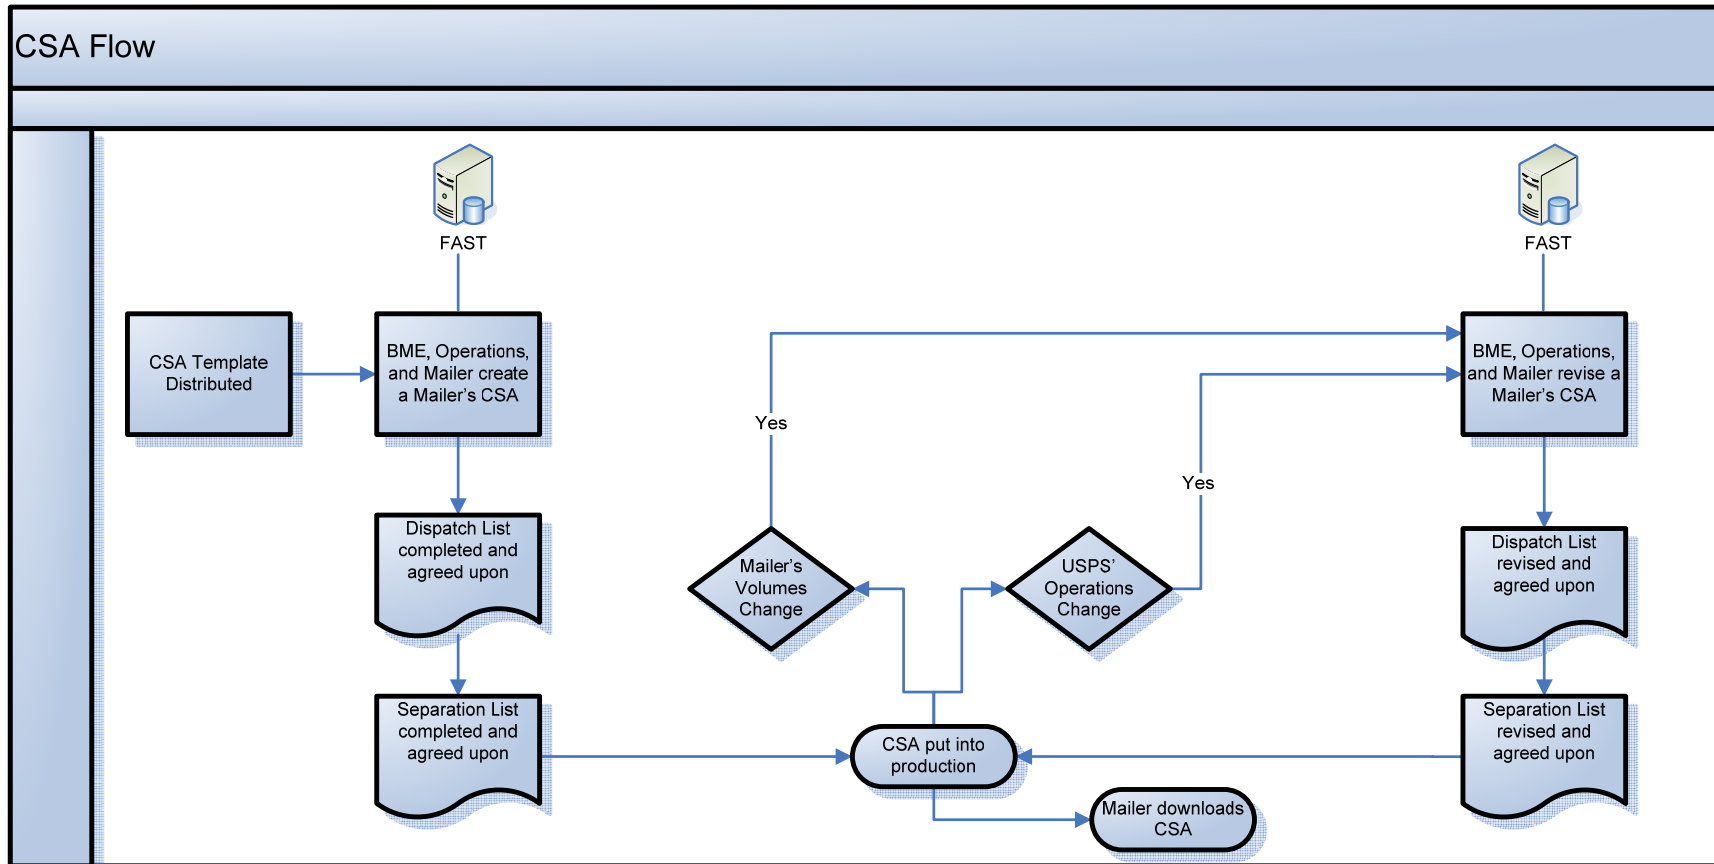 CSA Flow
FAST
FAST
CSA Template
Distributed
BME, Operations,
and Mailer create
a Mailer's CSA
BME, Operations,
and Mailer revise a
Mailer's CSA
Yes
Yes
Dispatch List
completed and
agreed upon
Mailer's
Volumes
Change
USPS'
Operations
Change
Dispatch List
revised and
agreed upon
Separation List
completed and
agreed upon
CSA put into
production
Separation List
revised and
agreed upon
Mailer downloads
CSA